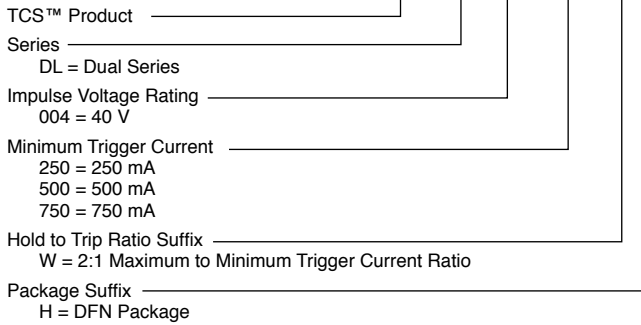 TCS™ Product
Series
DL = Dual Series
Impulse Voltage Rating
004 = 40 V
Minimum Trigger Current
250 = 250 mA
500 = 500 mA
750 = 750 mA
Hold to Trip Ratio Suffix
W = 2:1 Maximum to Minimum Trigger Current Ratio
Package Suffix
H = DFN Package